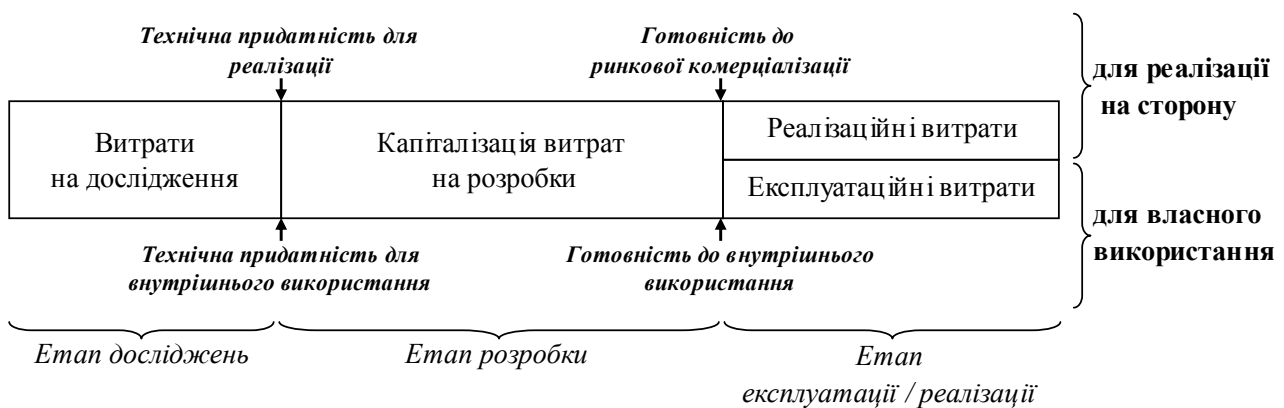 Технічна придатність для
реалізації
Готовність до
ринкової комерціалізації
для реалізації
на сторону
Витрати
на дослідження
Капіталізація витрат
на розробки
Реалізаційні витрати
Експлуатаційні витрати
для власного
використання
Технічна придатність для
внутрішнього використання
Готовність до внутрішнього
використання
Етап досліджень
Етап розробки
Етап
експлуатації / реалізації